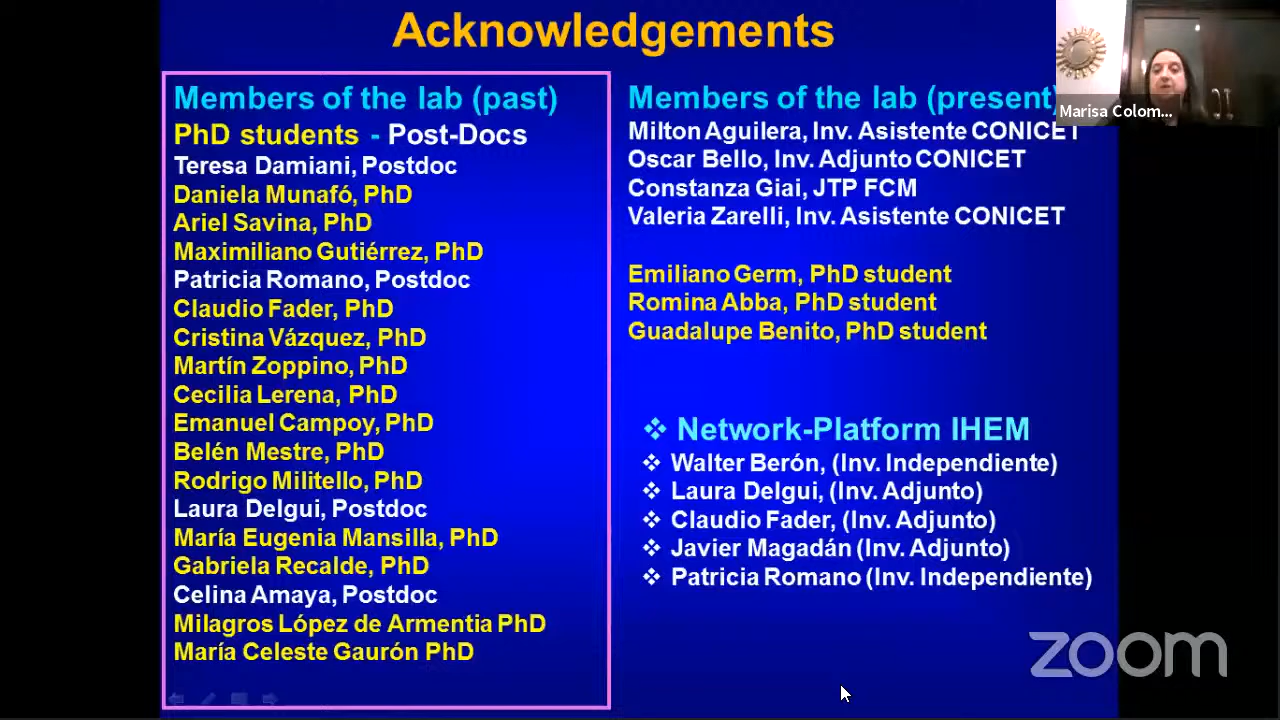 Acknowledgements
Members of the lab (past)
PhD students - Post-Docs
Teresa Damiani, Postdoc
Daniela Munafó, PhD
Ariel Savina, PhD
Maximiliano Gutiérrez, PhD
Patricia Romano, Postdoc
Claudio Fader, PhD
Cristina Vázquez, PhD
Martín Zoppino, PhD
Cecilia Lerena, PhD
Emanuel Campoy, PhD
Belén Mestre, PhD
Rodrigo Militello, PhD
Laura Delgui, Postdoc
María Eugenia Mansilla, PhD
Gabriela Recalde, PhD
Celina Amaya, Postdoc
Milagros López de Armentia PhD
María Celeste Gaurón PhD
Members of the lab (present)
Milton Aguilera, Inv. Asistente CONICET
Oscar Bello, Inv. Adjunto CONICET
Constanza Giai, JTP FCM
Valeria Zarelli, Inv. Asistente CONICET
Emiliano Germ, PhD student
Romina Abba, PhD student
Guadalupe Benito, PhD student
❖ Network-Platform IHEM
❖ Walter Berón, (Inv. Independiente)
❖ Laura Delgui, (Inv. Adjunto)
❖ Claudio Fader, (Inv. Adjunto)
❖ Javier Magadán (Inv. Adjunto)
❖ Patricia Romano (Inv. Independiente)
Marisa Colom...
zoom